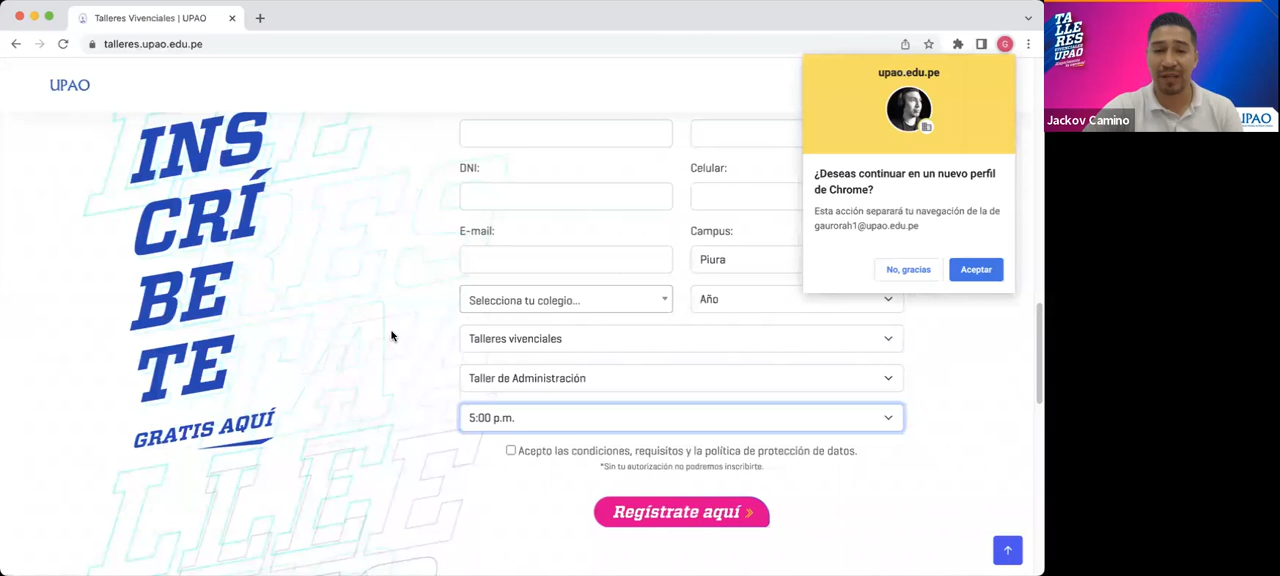 Talleres Vivenciales | UPAO
talleres.upao.edu.pe
G
UPAO
INS
CRÍ
BE
TE
GRATIS AQUÍ
DNI:
Celular:
E-mail:
Campus:
Piura
Selecciona tu colegio...
Año
Talleres vivenciales
Taller de Administración
5:00 p.m.
Acepto las condiciones, requisitos y la política de protección de datos.
*Sin tu autorización no podremos inscribirte.
Regístrate aquí »
upao.edu.pe
¿Deseas continuar en un nuevo perfil
de Chrome?
Esta acción separará tu navegación de la de
gaurorah1@upao.edu.pe
No, gracias
Aceptar
TA
LLE
RES
VIVENCIALES
UPAO
Jackov Camino
UPAO